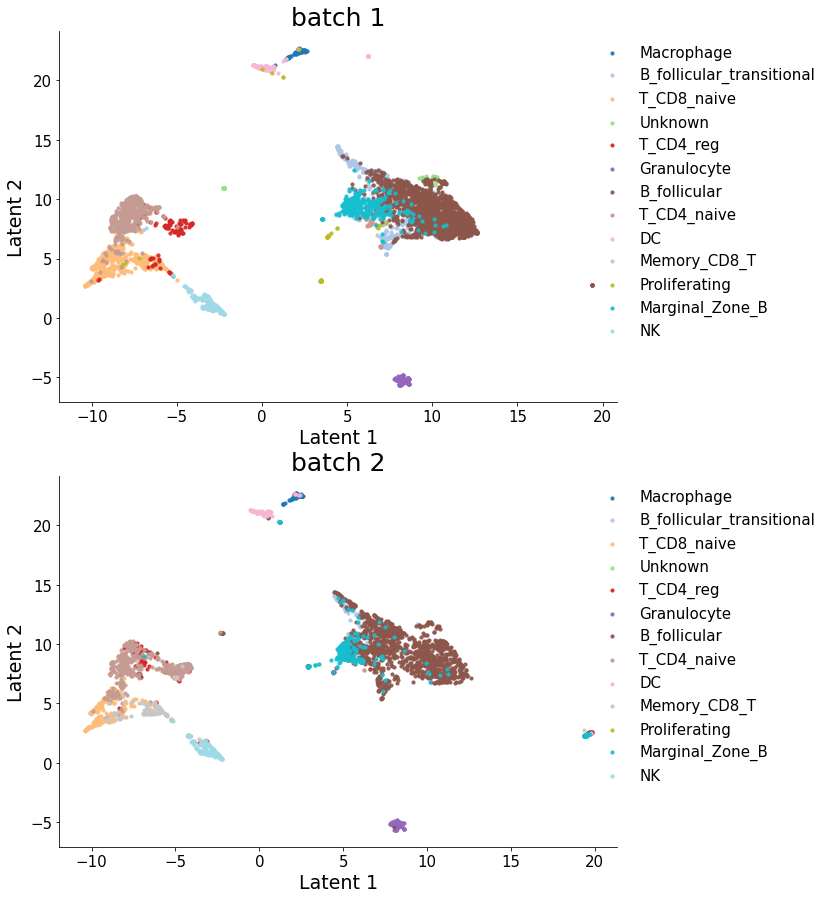 batch 1
Latent 2
20
15
10
5
0
−5
−10
−5
0
5
10
15
20
Latent 1
Macrophage
B_follicular_transitional
T_CD8_naive
Unknown
T_CD4_reg
Granulocyte
B_follicular
T_CD4_naive
DC
Memory_CD8_T
Proliferating
Marginal_Zone_B
NK
batch 2
Latent 2
20
15
10
5
0
−5
−10
−5
0
5
10
15
20
Latent 1
Macrophage
B_follicular_transitional
T_CD8_naive
Unknown
T_CD4_reg
Granulocyte
B_follicular
T_CD4_naive
DC
Memory_CD8_T
Proliferating
Marginal_Zone_B
NK